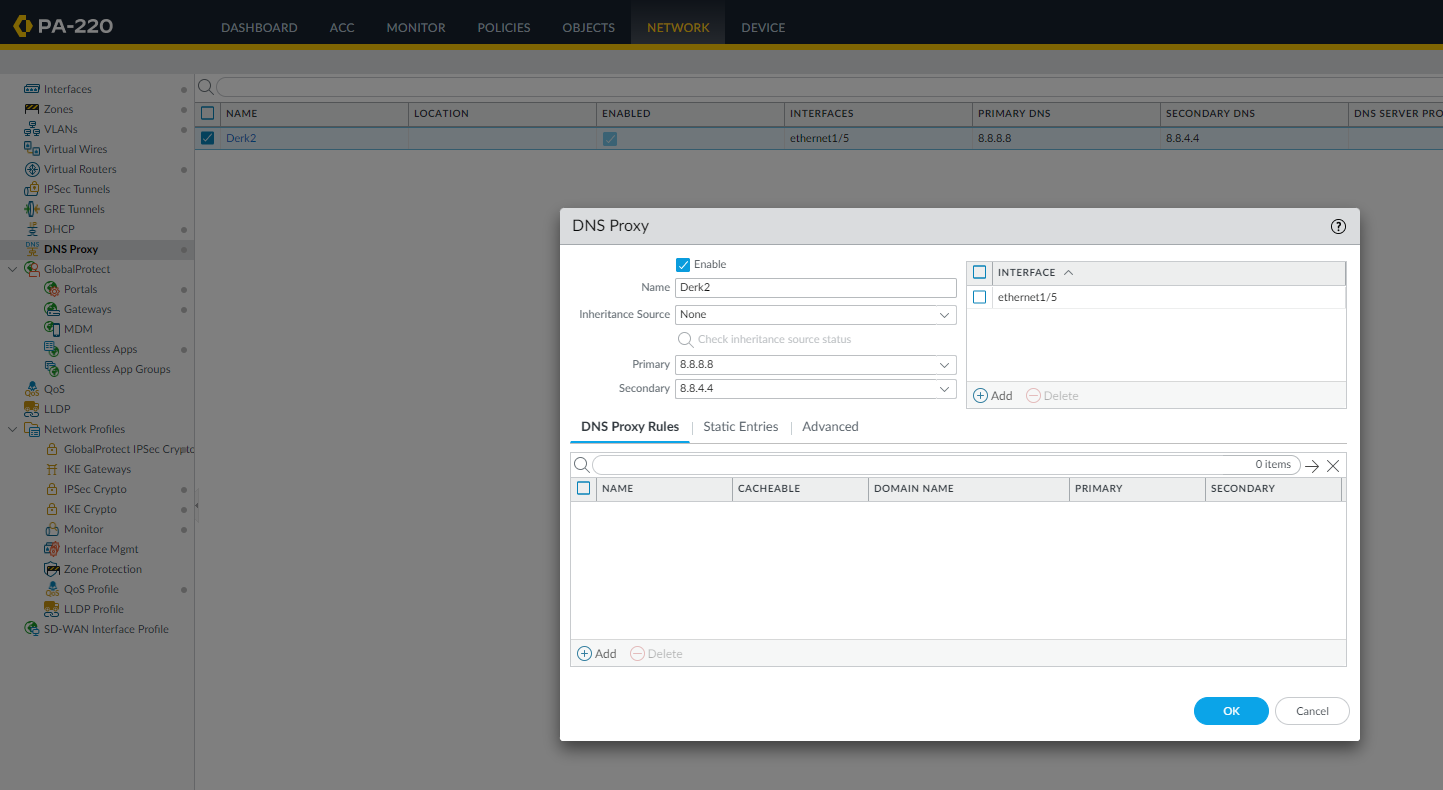 PA-220 DASHBOARD ACC MONITOR POLICIES OBJECTS NETWORK DEVICE
Interfaces
Zones
VLANs
Virtual Wires
Virtual Routers
IPSec Tunnels
GRE Tunnels
DHCP
DNS Proxy
GlobalProtect
Portals
Gateways
MDM
Clientless Apps
Clientless App Groups
QoS
LLDP
Network Profiles
GlobalProtect IPSec Crypto
IKE Gateways
IPSec Crypto
IKE Crypto
Monitor
Interface Mgmt
Zone Protection
QoS Profile
LLDP Profile
SD-WAN Interface Profile
NAME LOCATION ENABLED INTERFACES PRIMARY DNS SECONDARY DNS DNS SERVER PRO
Derk2 ethernet1/5 8.8.8.8 8.8.4.4
DNS Proxy
Enable
Name Derk2
Inheritance Source None
Check inheritance source status
Primary 8.8.8.8
Secondary 8.8.4.4
INTERFACE
ethernet1/5
Add Delete
DNS Proxy Rules Static Entries Advanced
0 items
NAME CACHEABLE DOMAIN NAME PRIMARY SECONDARY
Add Delete
OK Cancel